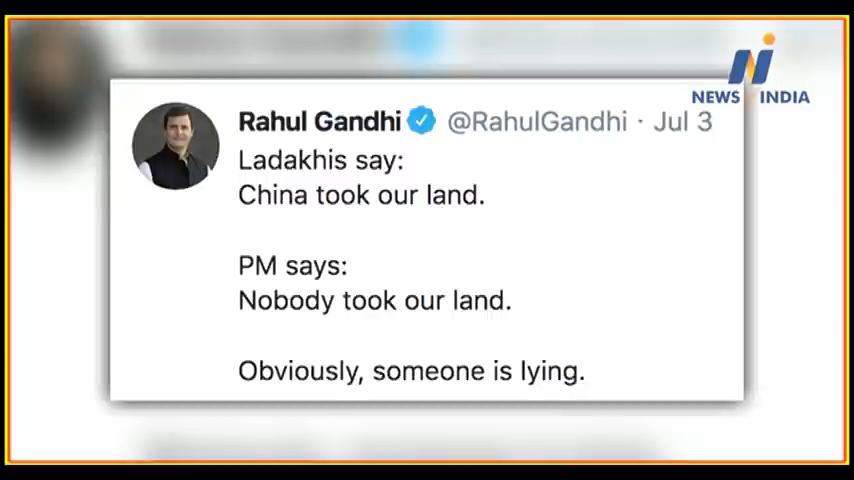 NEWS INDIA
Rahul Gandhi @RahulGandhi · Jul 3
Ladakhis say:
China took our land.
PM says:
Nobody took our land.
Obviously, someone is lying.